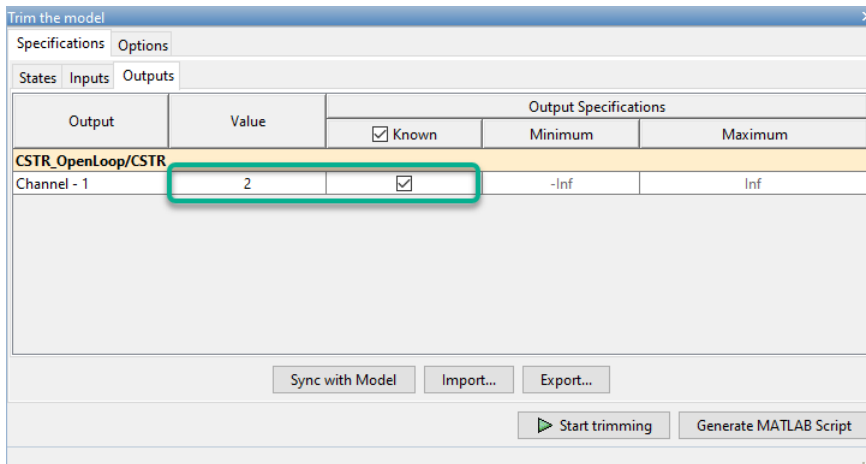 Trim the model
Specifications Options
States Inputs Outputs
Output Value Output Specifications
Known Minimum Maximum
CSTR_OpenLoop/CSTR
Channel - 1 2 -Inf Inf
Sync with Model Import... Export...
Start trimming Generate MATLAB Script